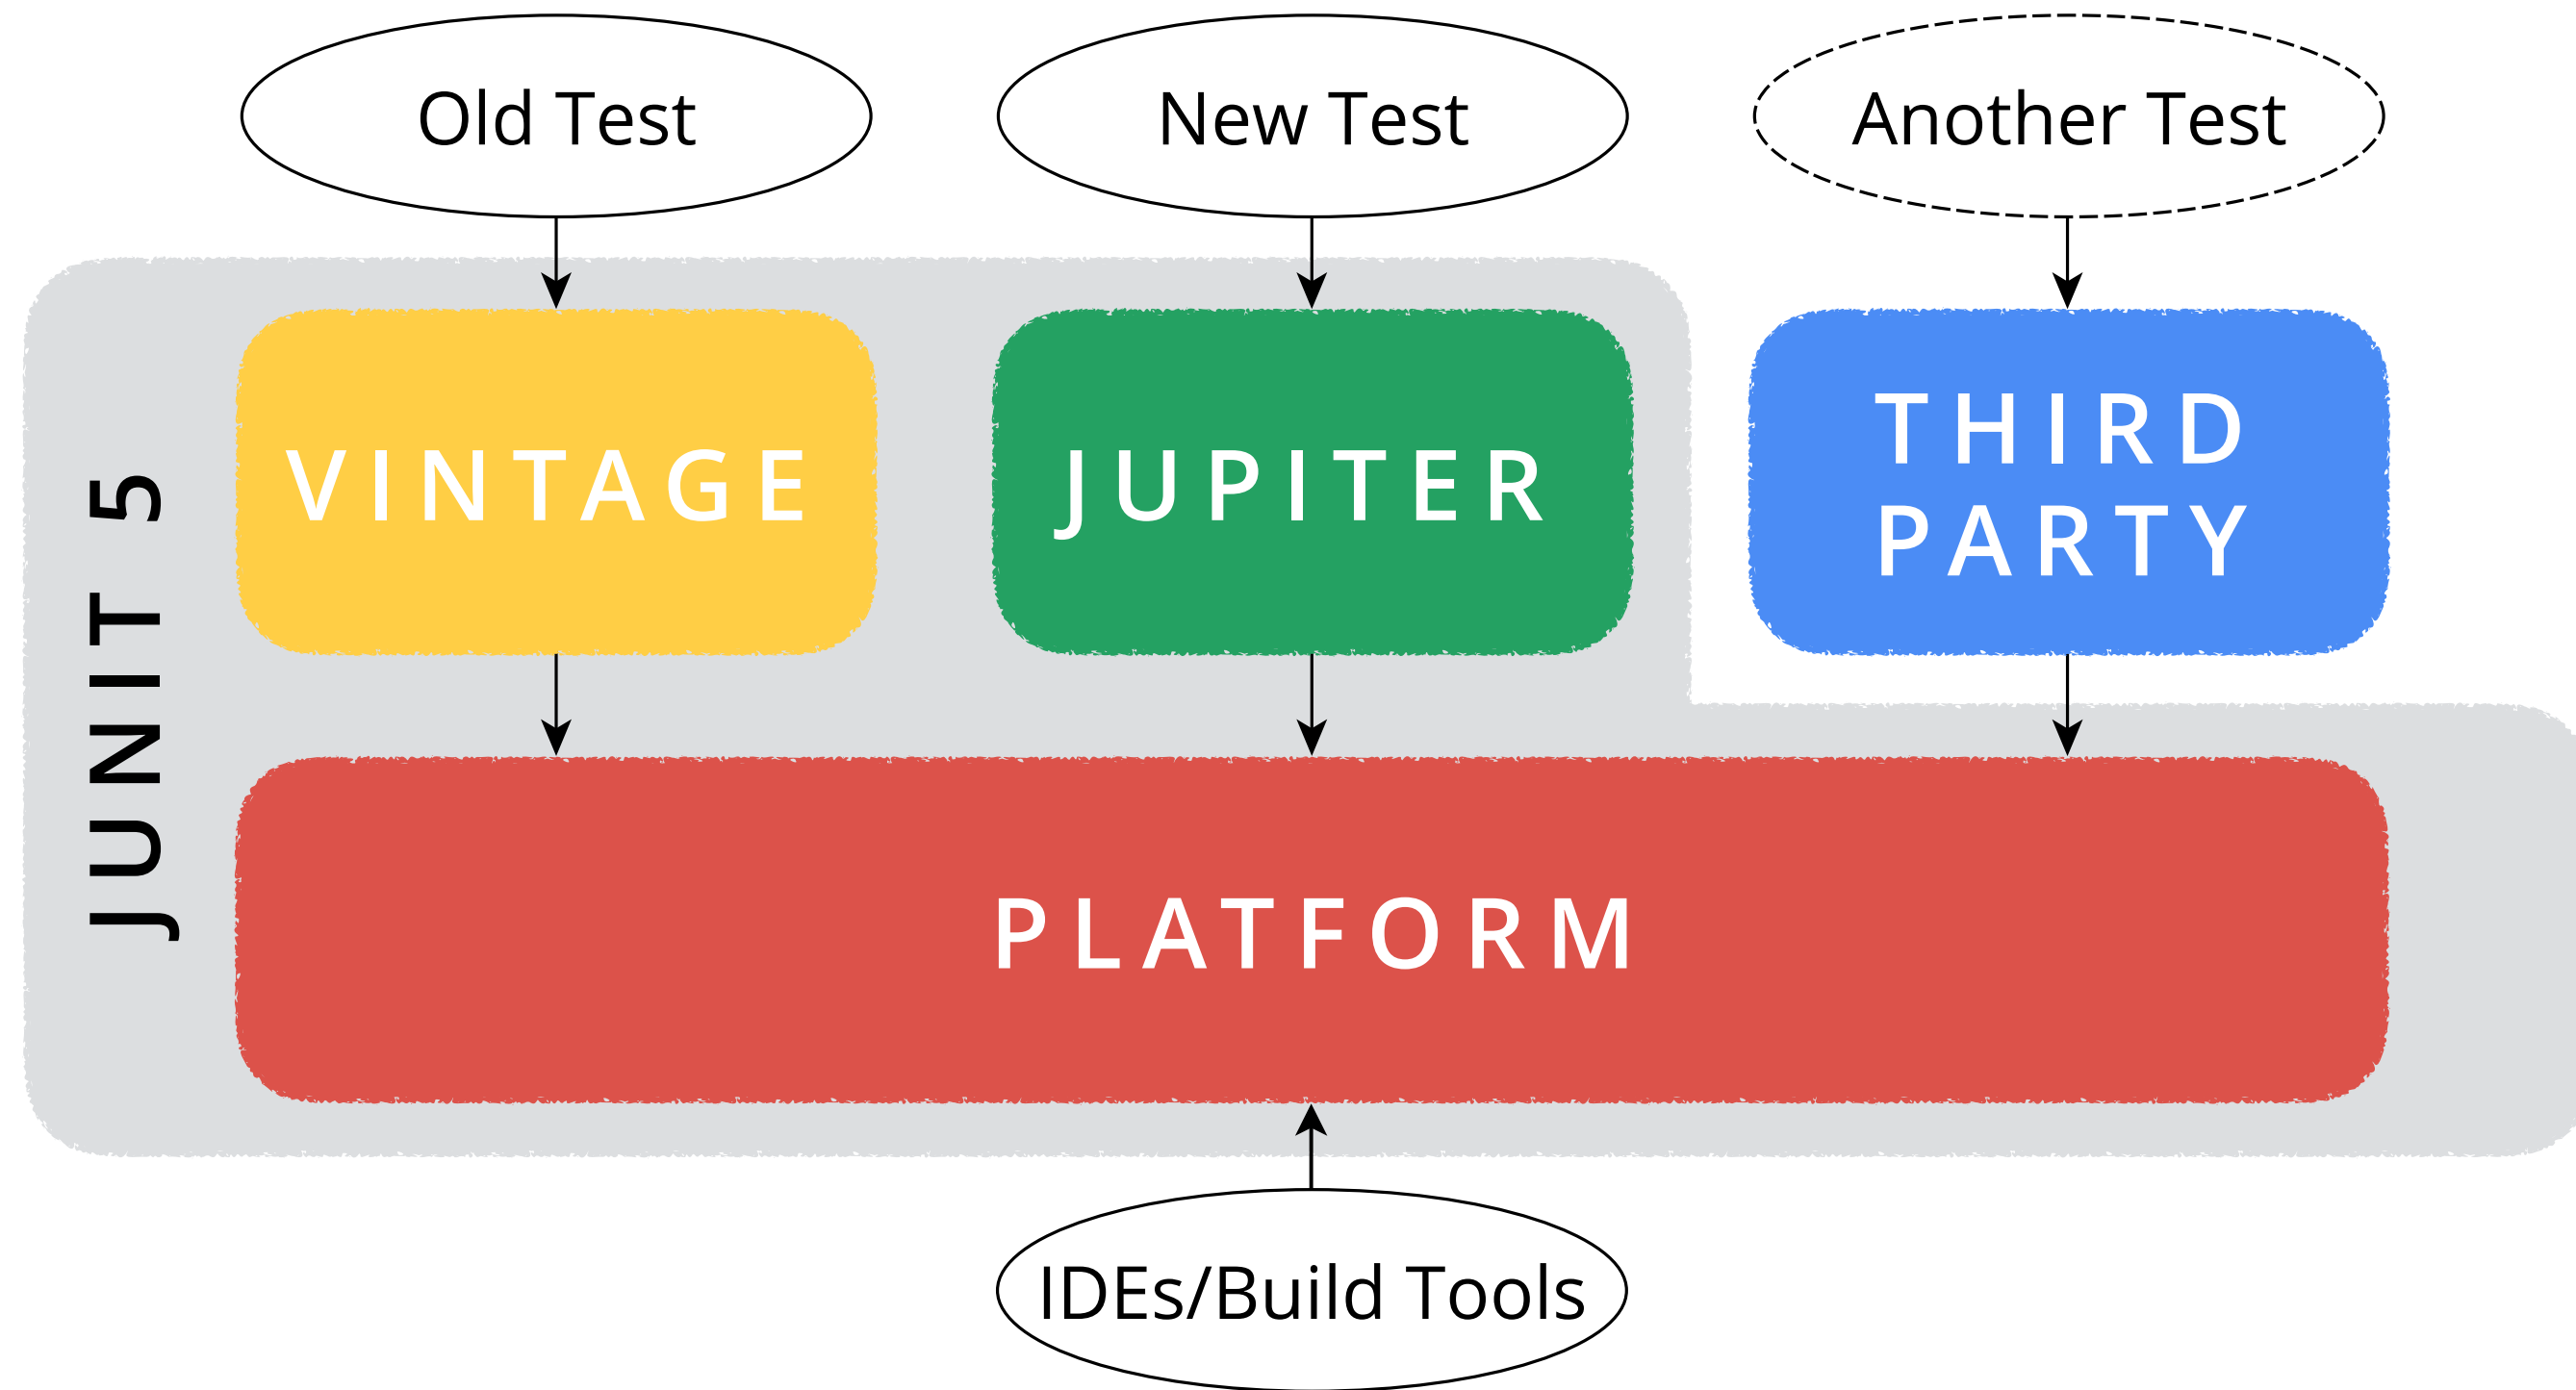 Old Test
New Test
Another Test
JUNIT 5
VINTAGE
JUPITER
THIRD
PARTY
PLATFORM
IDEs/Build Tools